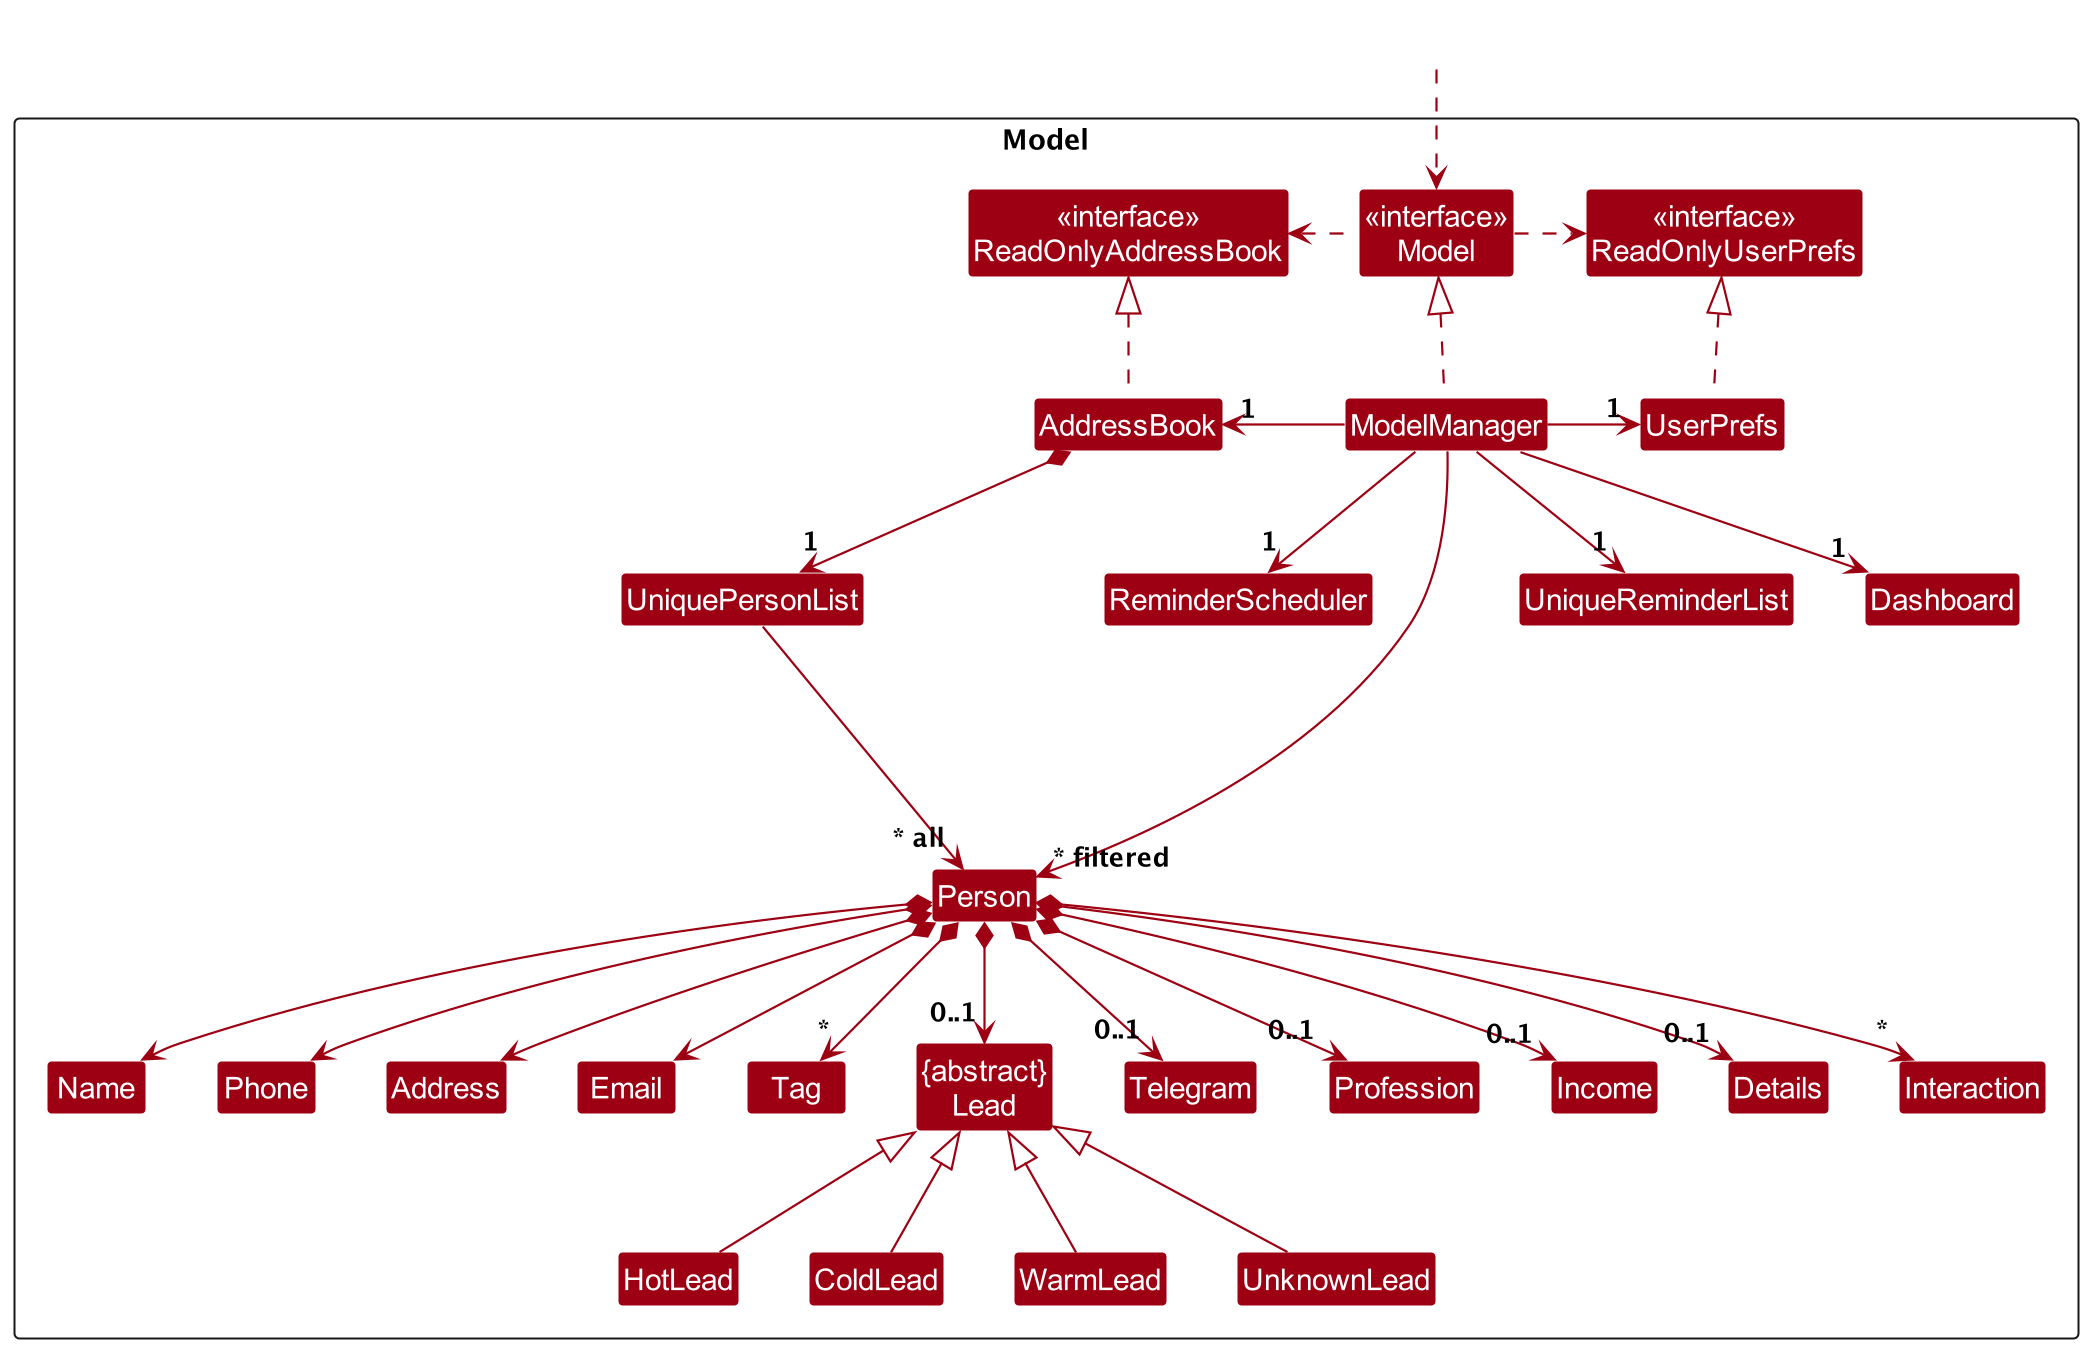 Model
«interface»
ReadOnlyAddressBook
«interface»
Model
«interface»
ReadOnlyUserPrefs
AddressBook
1
ModelManager
1
UserPrefs
1
1
1
1
UniquePersonList
ReminderScheduler
UniqueReminderList
Dashboard
* all
* filtered
Person
*
0..1
0..1
0..1
0..1
0..1
*
Name
Phone
Address
Email
Tag
{abstract}
Lead
Telegram
Profession
Income
Details
Interaction
HotLead
ColdLead
WarmLead
UnknownLead